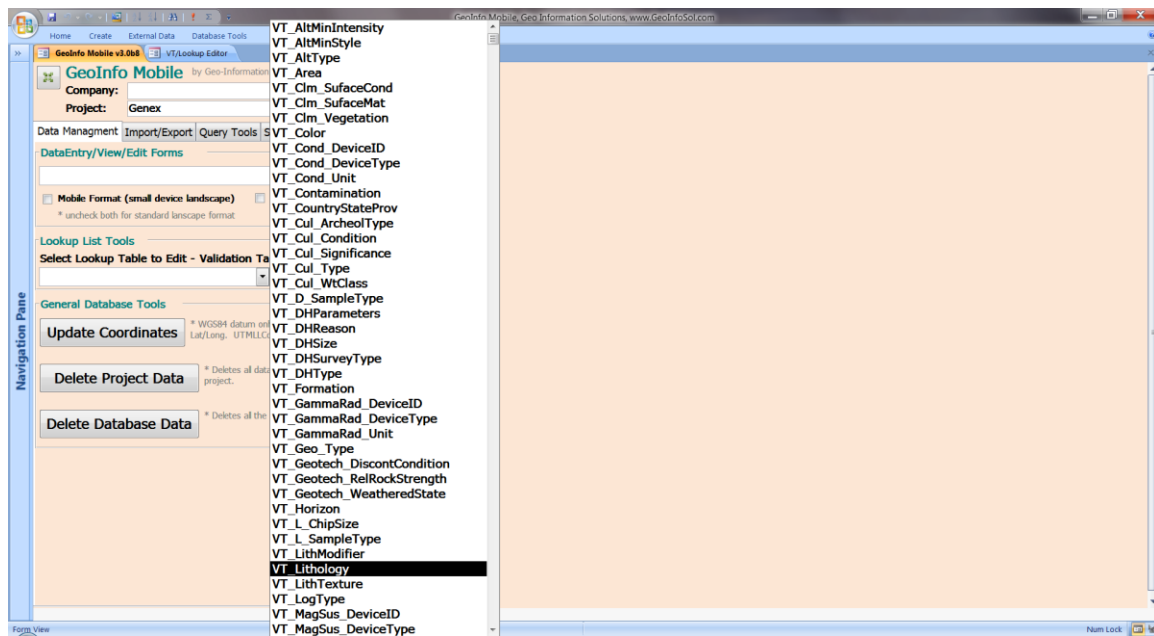 GeoInfo Mobile, Geo Information Solutions, www.GeoInfoSol.com
Home Create External Data Database Tools
GeoInfo Mobile v3.0b8 VT/Lookup Editor
GeoInfo Mobile by Geo-Information
Company:
Project: Genex
Data Managment Import/Export Query Tools S
DataEntry/View/Edit Forms
Mobile Format (small device landscape)
* uncheck both for standard lanscape format
Lookup List Tools
Select Lookup Table to Edit - Validation Ta
General Database Tools
Update Coordinates
* WGS84 datum onl
Lat/Long. UTMLLCo
Delete Project Data
* Deletes all data
project.
Delete Database Data
* Deletes all the
Navigation Pane
VT_AltMinIntensity
VT_AltMinStyle
VT_AltType
VT_Area
VT_Clm_SufaceCond
VT_Clm_SufaceMat
VT_Clm_Vegetation
VT_Color
VT_Cond_DeviceID
VT_Cond_DeviceType
VT_Cond_Unit
VT_Contamination
VT_CountryStateProv
VT_Cul_ArcheolType
VT_Cul_Condition
VT_Cul_Significance
VT_Cul_Type
VT_Cul_WtClass
VT_D_SampleType
VT_DHParameters
VT_DHReason
VT_DHSize
VT_DHSurveyType
VT_DHType
VT_Formation
VT_GammaRad_DeviceID
VT_GammaRad_DeviceType
VT_GammaRad_Unit
VT_Geo_Type
VT_Geotech_DiscontCondition
VT_Geotech_RelRockStrength
VT_Geotech_WeatheredState
VT_Horizon
VT_L_ChipSize
VT_L_SampleType
VT_LithModifier
VT_Lithology
VT_LithTexture
VT_LogType
VT_MagSus_DeviceID
VT_MagSus_DeviceType
Form View
Num Lock